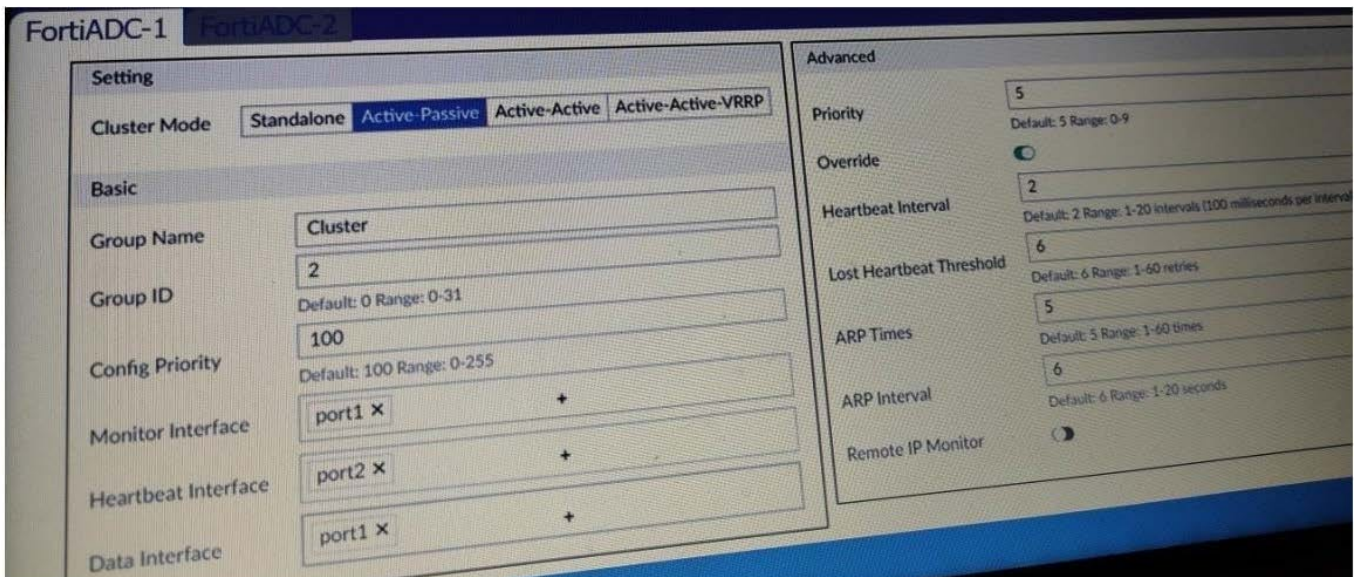 FortiADC-1 FortiADC-2
Setting
Cluster Mode Standalone Active-Passive Active-Active Active-Active-VRRP
Basic
Group Name Cluster
Group ID 2
Default: 0 Range: 0-31
Config Priority 100
Default: 100 Range: 0-255
Monitor Interface port1 × +
Heartbeat Interface port2 × +
Data Interface port1 × +
Advanced
Priority 5
Default: 5 Range: 0-9
Override
Heartbeat Interval 2
Default: 2 Range: 1-20 intervals (100 milliseconds per interval
Lost Heartbeat Threshold 6
Default: 6 Range: 1-60 retries
ARP Times 5
Default: 5 Range: 1-60 times
ARP Interval 6
Default: 6 Range: 1-20 seconds
Remote IP Monitor